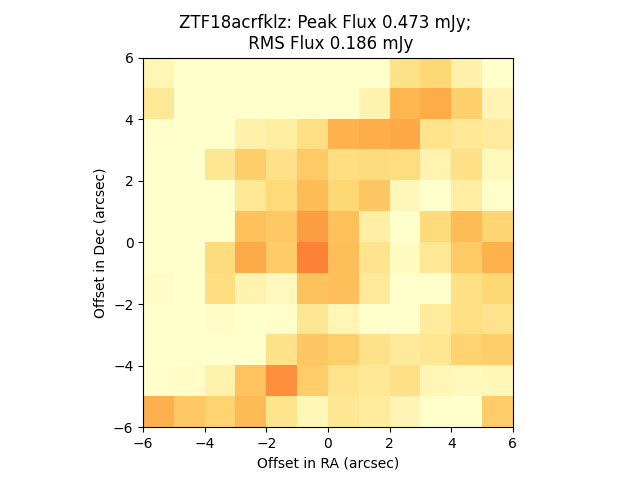 ZTF18acrfklz: Peak Flux 0.473 mJy;
RMS Flux 0.186 mJy
6
4
2
0
−2
−4
−6
Offset in Dec (arcsec)
−6 −4 −2 0 2 4 6
Offset in RA (arcsec)